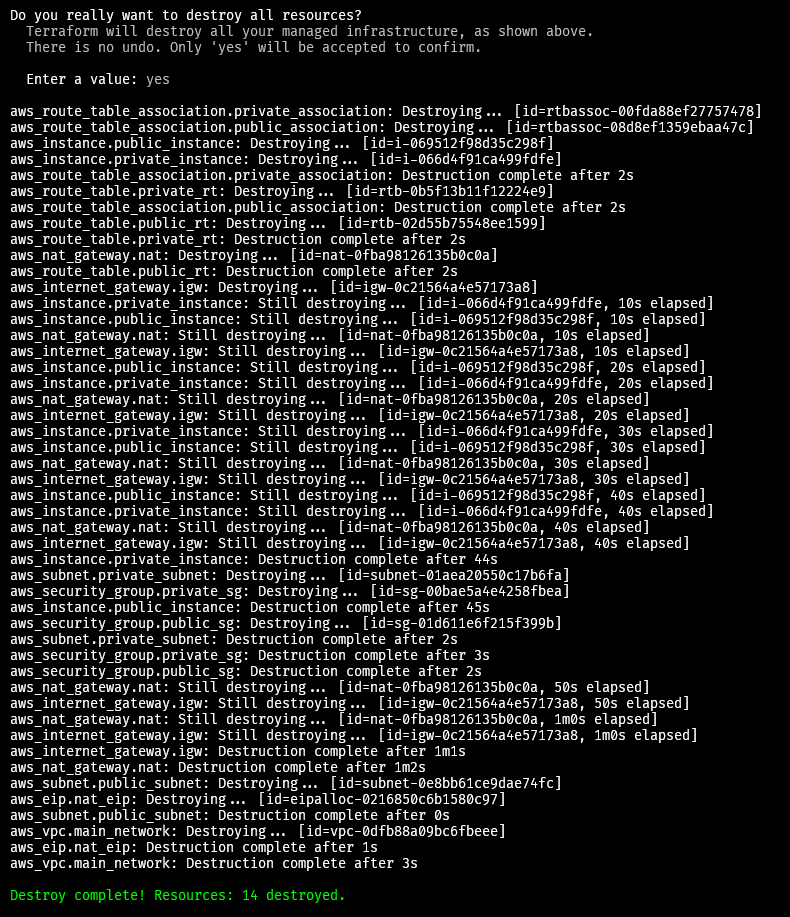 Do you really want to destroy all resources?
  Terraform will destroy all your managed infrastructure, as shown above.
  There is no undo. Only 'yes' will be accepted to confirm.

  Enter a value: yes

aws_route_table_association.private_association: Destroying... [id=rtbassoc-00fda88ef27757478]
aws_route_table_association.public_association: Destroying... [id=rtbassoc-08d8ef1359ebaa47c]
aws_instance.public_instance: Destroying... [id=i-069512f98d35c298f]
aws_instance.private_instance: Destroying... [id=i-066d4f91ca499fdfe]
aws_route_table_association.private_association: Destruction complete after 2s
aws_route_table.private_rt: Destroying... [id=rtb-0b5f13b11f12224e9]
aws_route_table_association.public_association: Destruction complete after 2s
aws_route_table.public_rt: Destroying... [id=rtb-02d55b75548ee1599]
aws_route_table.private_rt: Destruction complete after 2s
aws_nat_gateway.nat: Destroying... [id=nat-0fba98126135b0c0a]
aws_route_table.public_rt: Destruction complete after 2s
aws_internet_gateway.igw: Destroying... [id=igw-0c21564a4e57173a8]
aws_instance.private_instance: Still destroying... [id=i-066d4f91ca499fdfe, 10s elapsed]
aws_instance.public_instance: Still destroying... [id=i-069512f98d35c298f, 10s elapsed]
aws_nat_gateway.nat: Still destroying... [id=nat-0fba98126135b0c0a, 10s elapsed]
aws_internet_gateway.igw: Still destroying... [id=igw-0c21564a4e57173a8, 10s elapsed]
aws_instance.public_instance: Still destroying... [id=i-069512f98d35c298f, 20s elapsed]
aws_instance.private_instance: Still destroying... [id=i-066d4f91ca499fdfe, 20s elapsed]
aws_nat_gateway.nat: Still destroying... [id=nat-0fba98126135b0c0a, 20s elapsed]
aws_internet_gateway.igw: Still destroying... [id=igw-0c21564a4e57173a8, 20s elapsed]
aws_instance.private_instance: Still destroying... [id=i-066d4f91ca499fdfe, 30s elapsed]
aws_instance.public_instance: Still destroying... [id=i-069512f98d35c298f, 30s elapsed]
aws_nat_gateway.nat: Still destroying... [id=nat-0fba98126135b0c0a, 30s elapsed]
aws_internet_gateway.igw: Still destroying... [id=igw-0c21564a4e57173a8, 30s elapsed]
aws_instance.public_instance: Still destroying... [id=i-069512f98d35c298f, 40s elapsed]
aws_instance.private_instance: Still destroying... [id=i-066d4f91ca499fdfe, 40s elapsed]
aws_nat_gateway.nat: Still destroying... [id=nat-0fba98126135b0c0a, 40s elapsed]
aws_internet_gateway.igw: Still destroying... [id=igw-0c21564a4e57173a8, 40s elapsed]
aws_instance.private_instance: Destruction complete after 44s
aws_subnet.private_subnet: Destroying... [id=subnet-01aea20550c17b6fa]
aws_security_group.private_sg: Destroying... [id=sg-00bae5a4e4258fbea]
aws_instance.public_instance: Destruction complete after 45s
aws_security_group.public_sg: Destroying... [id=sg-01d611e6f215f399b]
aws_subnet.private_subnet: Destruction complete after 2s
aws_security_group.private_sg: Destruction complete after 3s
aws_security_group.public_sg: Destruction complete after 2s
aws_nat_gateway.nat: Still destroying... [id=nat-0fba98126135b0c0a, 50s elapsed]
aws_internet_gateway.igw: Still destroying... [id=igw-0c21564a4e57173a8, 50s elapsed]
aws_nat_gateway.nat: Still destroying... [id=nat-0fba98126135b0c0a, 1m0s elapsed]
aws_internet_gateway.igw: Still destroying... [id=igw-0c21564a4e57173a8, 1m0s elapsed]
aws_internet_gateway.igw: Destruction complete after 1m1s
aws_nat_gateway.nat: Destruction complete after 1m2s
aws_subnet.public_subnet: Destroying... [id=subnet-0e8bb61ce9dae74fc]
aws_eip.nat_eip: Destroying... [id=eipalloc-0216850c6b1580c97]
aws_subnet.public_subnet: Destruction complete after 0s
aws_vpc.main_network: Destroying... [id=vpc-0dfb88a09bc6fbeee]
aws_eip.nat_eip: Destruction complete after 1s
aws_vpc.main_network: Destruction complete after 3s

Destroy complete! Resources: 14 destroyed.